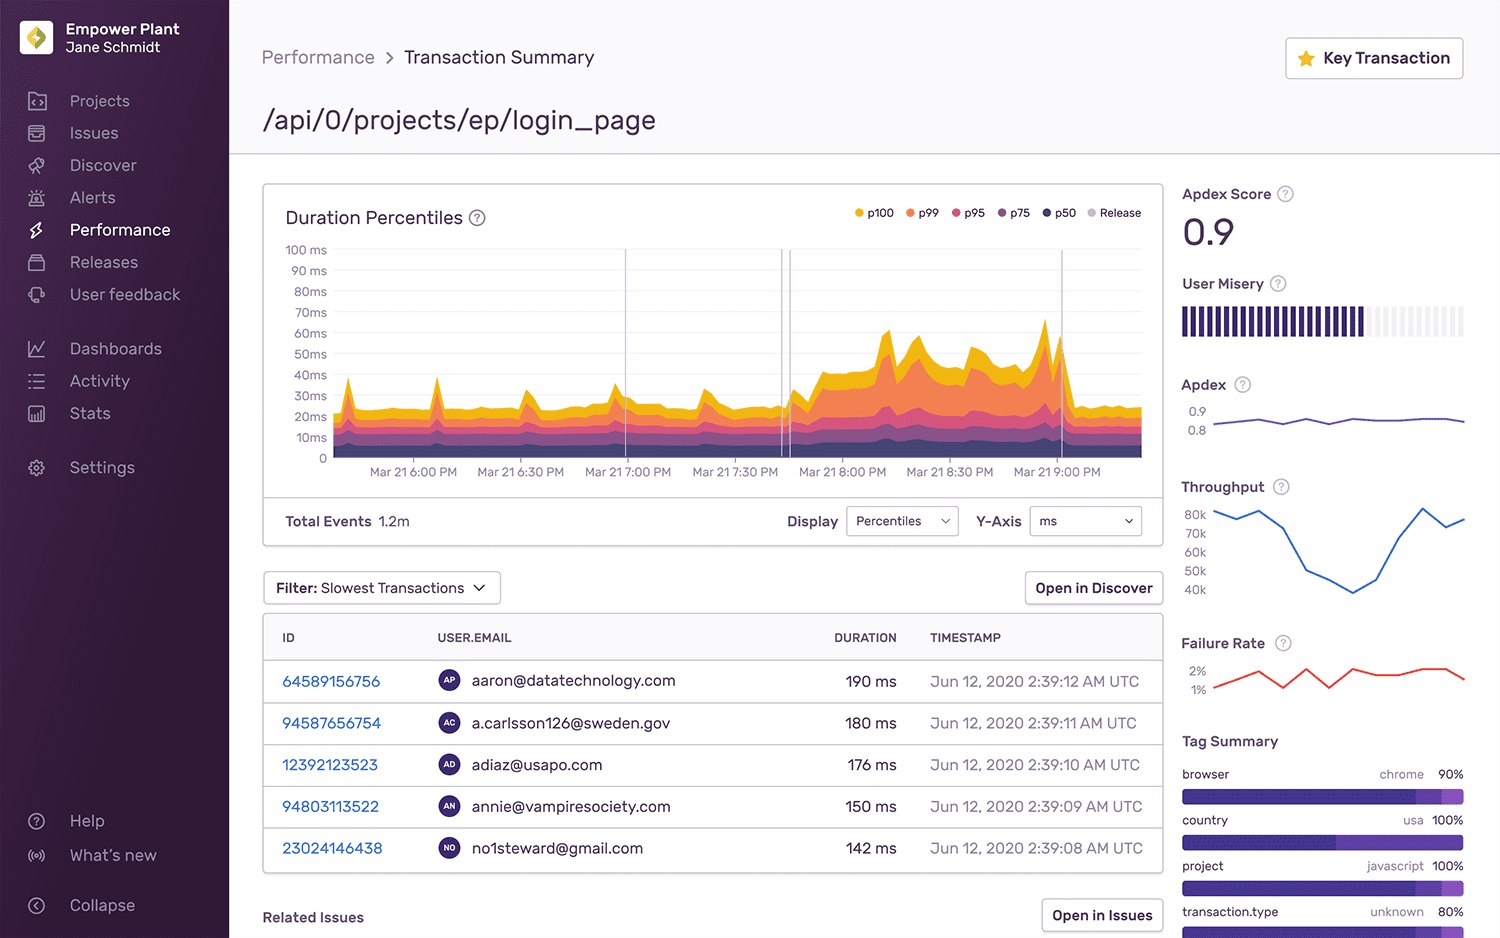 Empower Plant
Jane Schmidt
Projects
Issues
Discover
Alerts
Performance
Releases
User feedback
Dashboards
Activity
Stats
Settings
Help
What's new
Collapse
Performance > Transaction Summary
Key Transaction
/api/0/projects/ep/login_page
Duration Percentiles ?
p100 p99 p95 p75 p50 Release
100 ms
90 ms
80ms
70ms
60ms
50ms
40ms
30ms
20ms
10ms
0
Mar 21 6:00 PM Mar 21 6:30 PM Mar 21 7:00 PM Mar 21 7:30 PM Mar 21 8:00 PM Mar 21 8:30 PM Mar 21 9:00 PM
Total Events 1.2m
Display Percentiles Y-Axis ms
Filter: Slowest Transactions
Open in Discover
ID USER.EMAIL DURATION TIMESTAMP
64589156756 AP aaron@datatechnology.com 190 ms Jun 12, 2020 2:39:12 AM UTC
94587656754 AC a.carlsson126@sweden.gov 180 ms Jun 12, 2020 2:39:11 AM UTC
12392123523 AD adiaz@usapo.com 176 ms Jun 12, 2020 2:39:10 AM UTC
94803113522 AN annie@vampiresociety.com 150 ms Jun 12, 2020 2:39:09 AM UTC
23024146438 NO no1steward@gmail.com 142 ms Jun 12, 2020 2:39:08 AM UTC
Related Issues
Open in Issues
Apdex Score ?
0.9
User Misery ?
Apdex ?
0.9
0.8
Throughput ?
80k
70k
60k
50k
40k
Failure Rate ?
2%
1%
Tag Summary
browser chrome 90%
country usa 100%
project javascript 100%
transaction.type unknown 80%